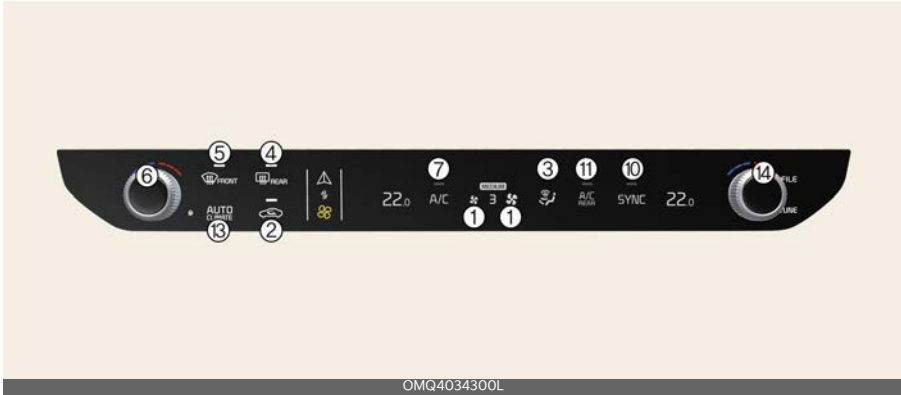 ⑤ ④ ⑦ ③ ⑪ ⑩
⑥ FRONT REAR 22.0 A/C MEDIUM 3 A/C REAR SYNC 22.0 ⑭ FILE
AUTO CLIMATE ① ① TUNE
⑬ ②
OMQ4034300L